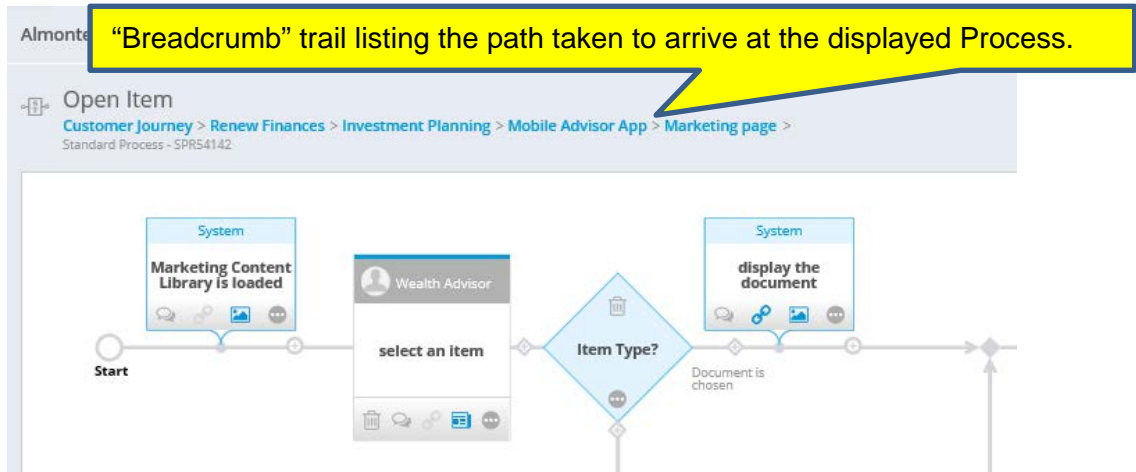 Almonte
“Breadcrumb” trail listing the path taken to arrive at the displayed Process.
Open Item
Customer Journey > Renew Finances > Investment Planning > Mobile Advisor App > Marketing page >
Standard Process - SPR54142
System
Marketing Content
Library is loaded
Start
Wealth Advisor
select an item
Item Type?
System
display the
document
Document is
chosen